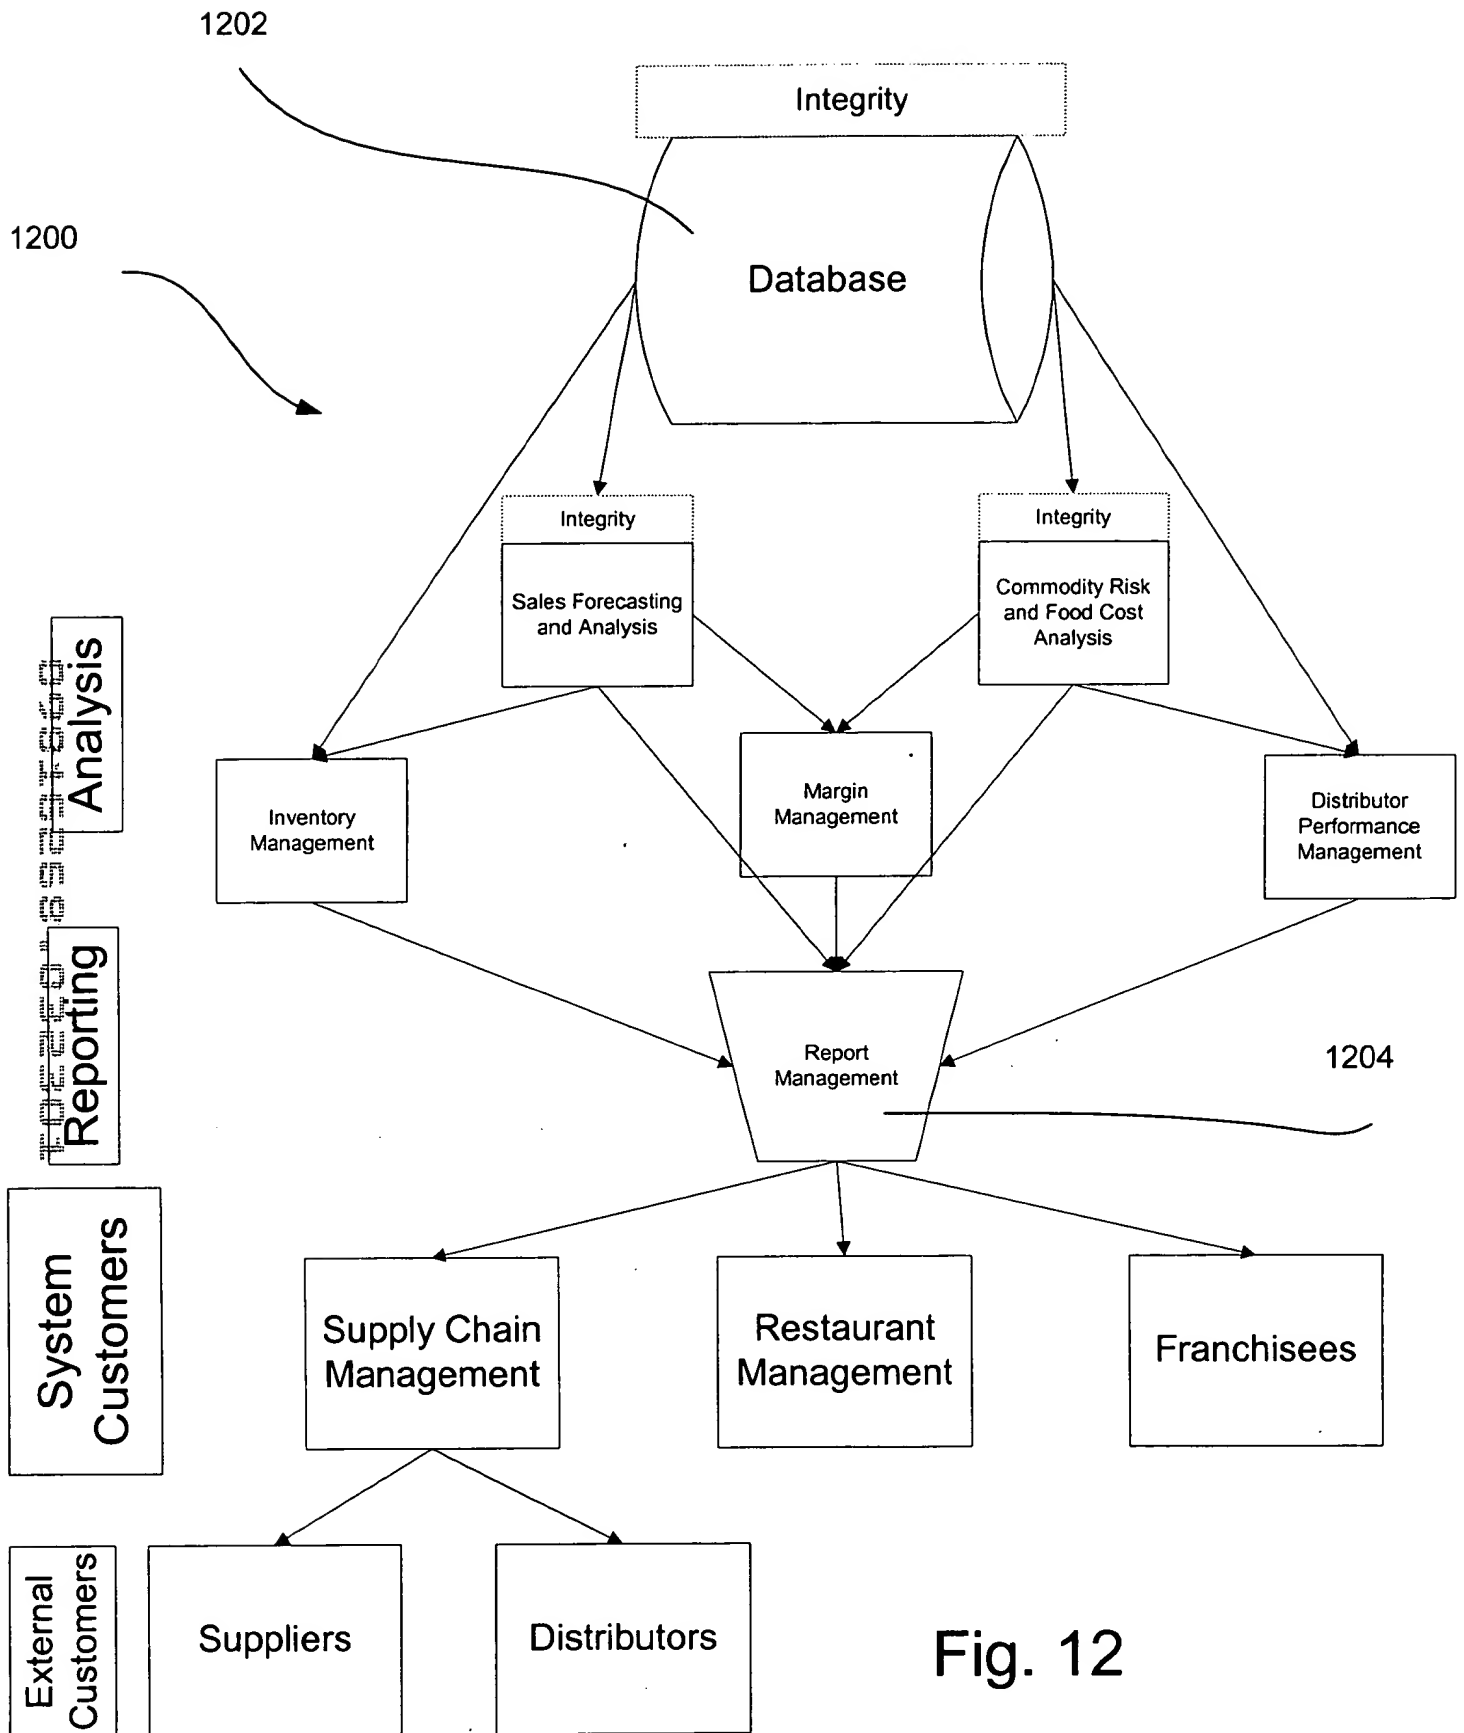 1202
Integrity
1200
Database
Integrity
Integrity
Sales Forecasting
and Analysis
Commodity Risk
and Food Cost
Analysis
Analysis
Inventory
Management
Margin
Management
Distributor
Performance
Management
Reporting
Report
Management
1204
System
Customers
Supply Chain
Management
Restaurant
Management
Franchisees
External
Customers
Suppliers
Distributors
Fig. 12